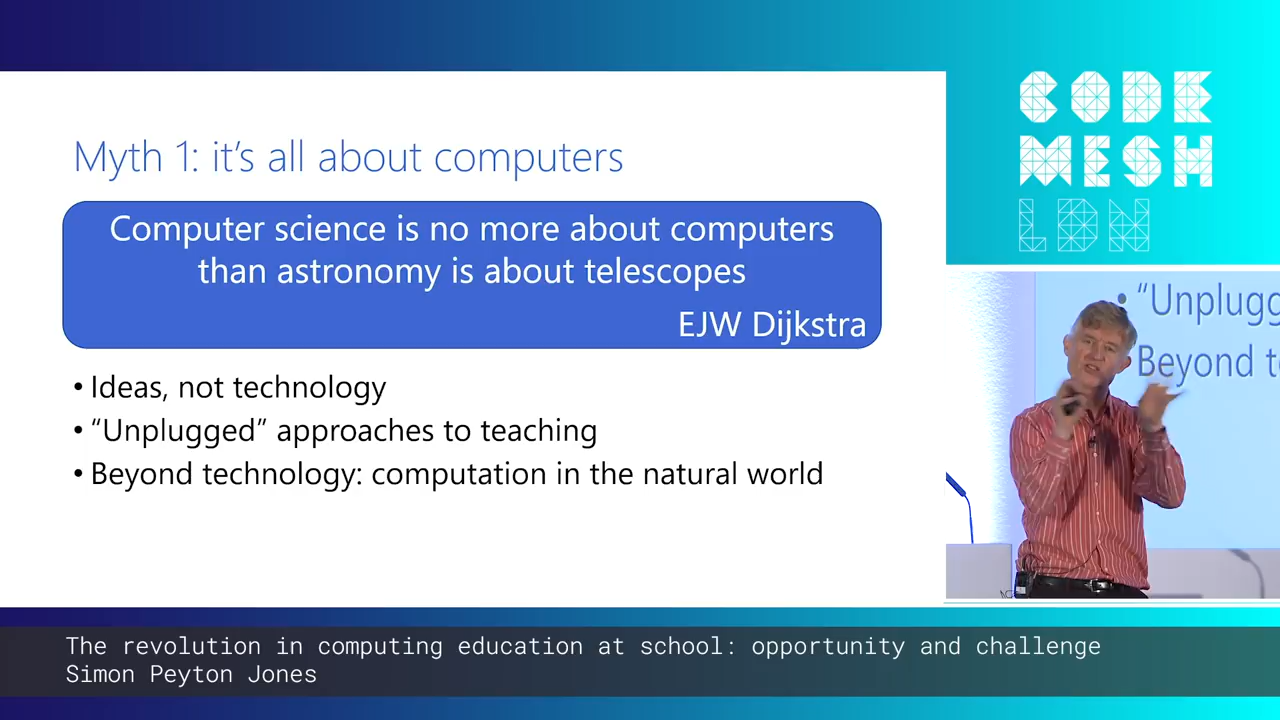 Myth 1: it's all about computers
Computer science is no more about computers
than astronomy is about telescopes
EJW Dijkstra
• Ideas, not technology
• “Unplugged” approaches to teaching
• Beyond technology: computation in the natural world
CODE
MESH
LDN
• “Unplugg
Beyond t
The revolution in computing education at school: opportunity and challenge
Simon Peyton Jones